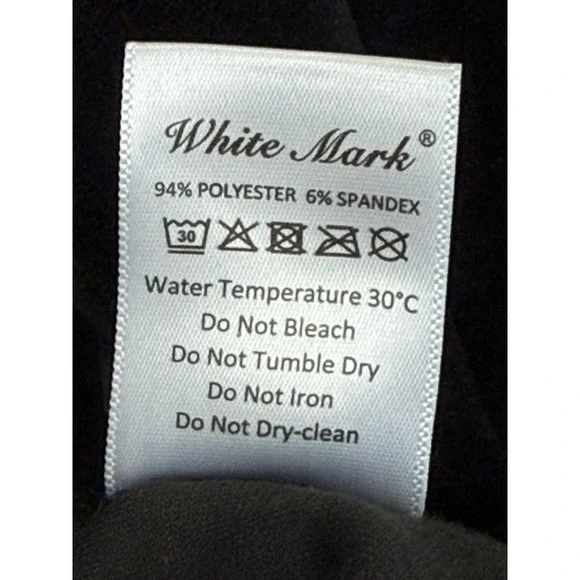 White Mark®
94% POLYESTER 6% SPANDEX
30
Water Temperature 30°C
Do Not Bleach
Do Not Tumble Dry
Do Not Iron
Do Not Dry-clean